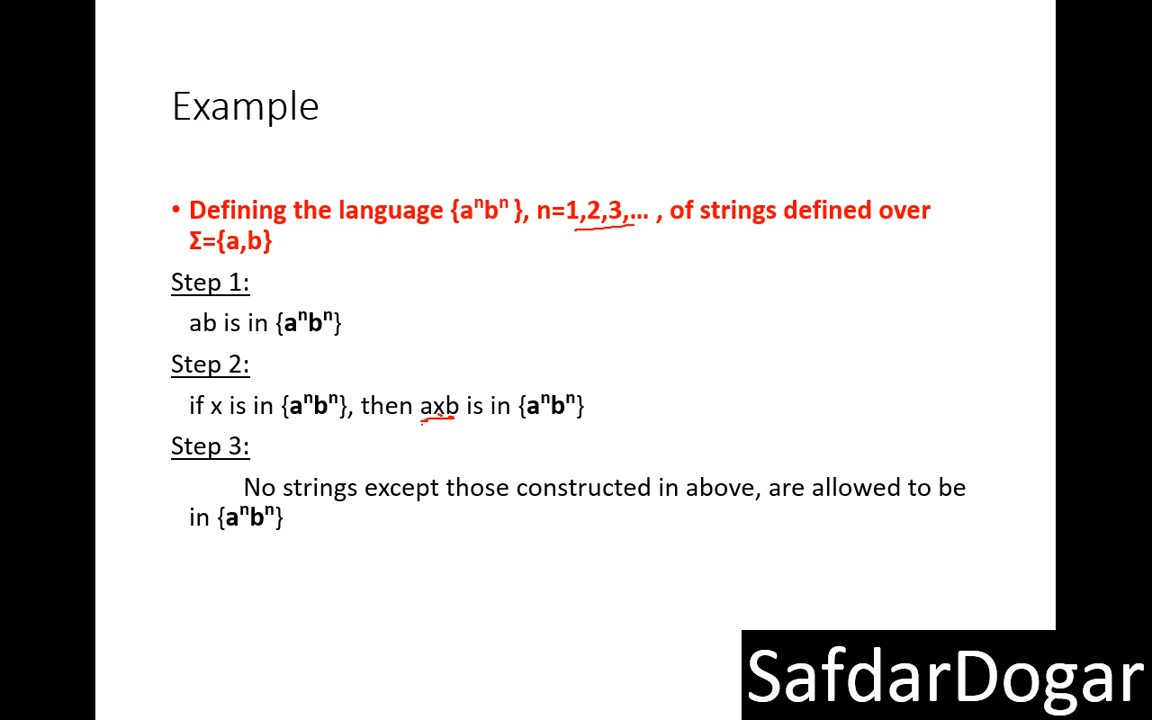 Example
• Defining the language {aⁿbⁿ }, n=1,2,3,… , of strings defined over
Σ={a,b}
Step 1:
ab is in {aⁿbⁿ}
Step 2:
if x is in {aⁿbⁿ}, then axb is in {aⁿbⁿ}
Step 3:
No strings except those constructed in above, are allowed to be
in {aⁿbⁿ}
SafdarDogar